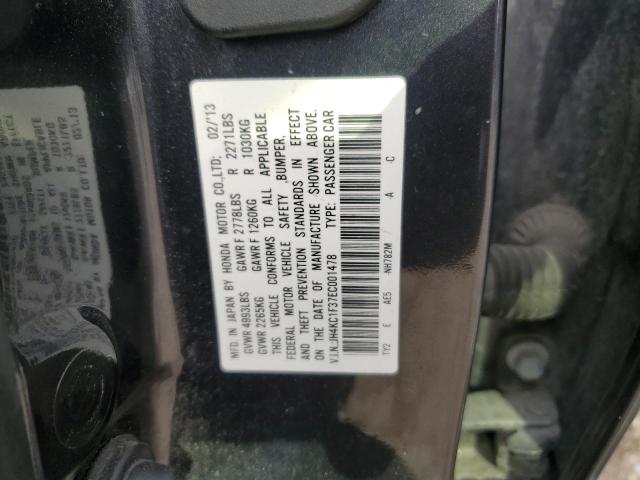 MFD. IN JAPAN BY HONDA MOTOR CO.,LTD; 02/'13
GVWR 4993LBS GAWR F 2778LBS R 2271LBS
GVWR 2265KG GAWR F 1260KG R 1030KG
THIS VEHICLE CONFORMS TO ALL APPLICABLE
FEDERAL MOTOR VEHICLE SAFETY ,BUMPER,
AND THEFT PREVENTION STANDARDS IN EFFECT
ON THE DATE OF MANUFACTURE SHOWN ABOVE.
V.I.N.JH4KC1F37EC001478 TYPE: PASSENGER CAR
TY2 E AE5 -NH782M / -A C